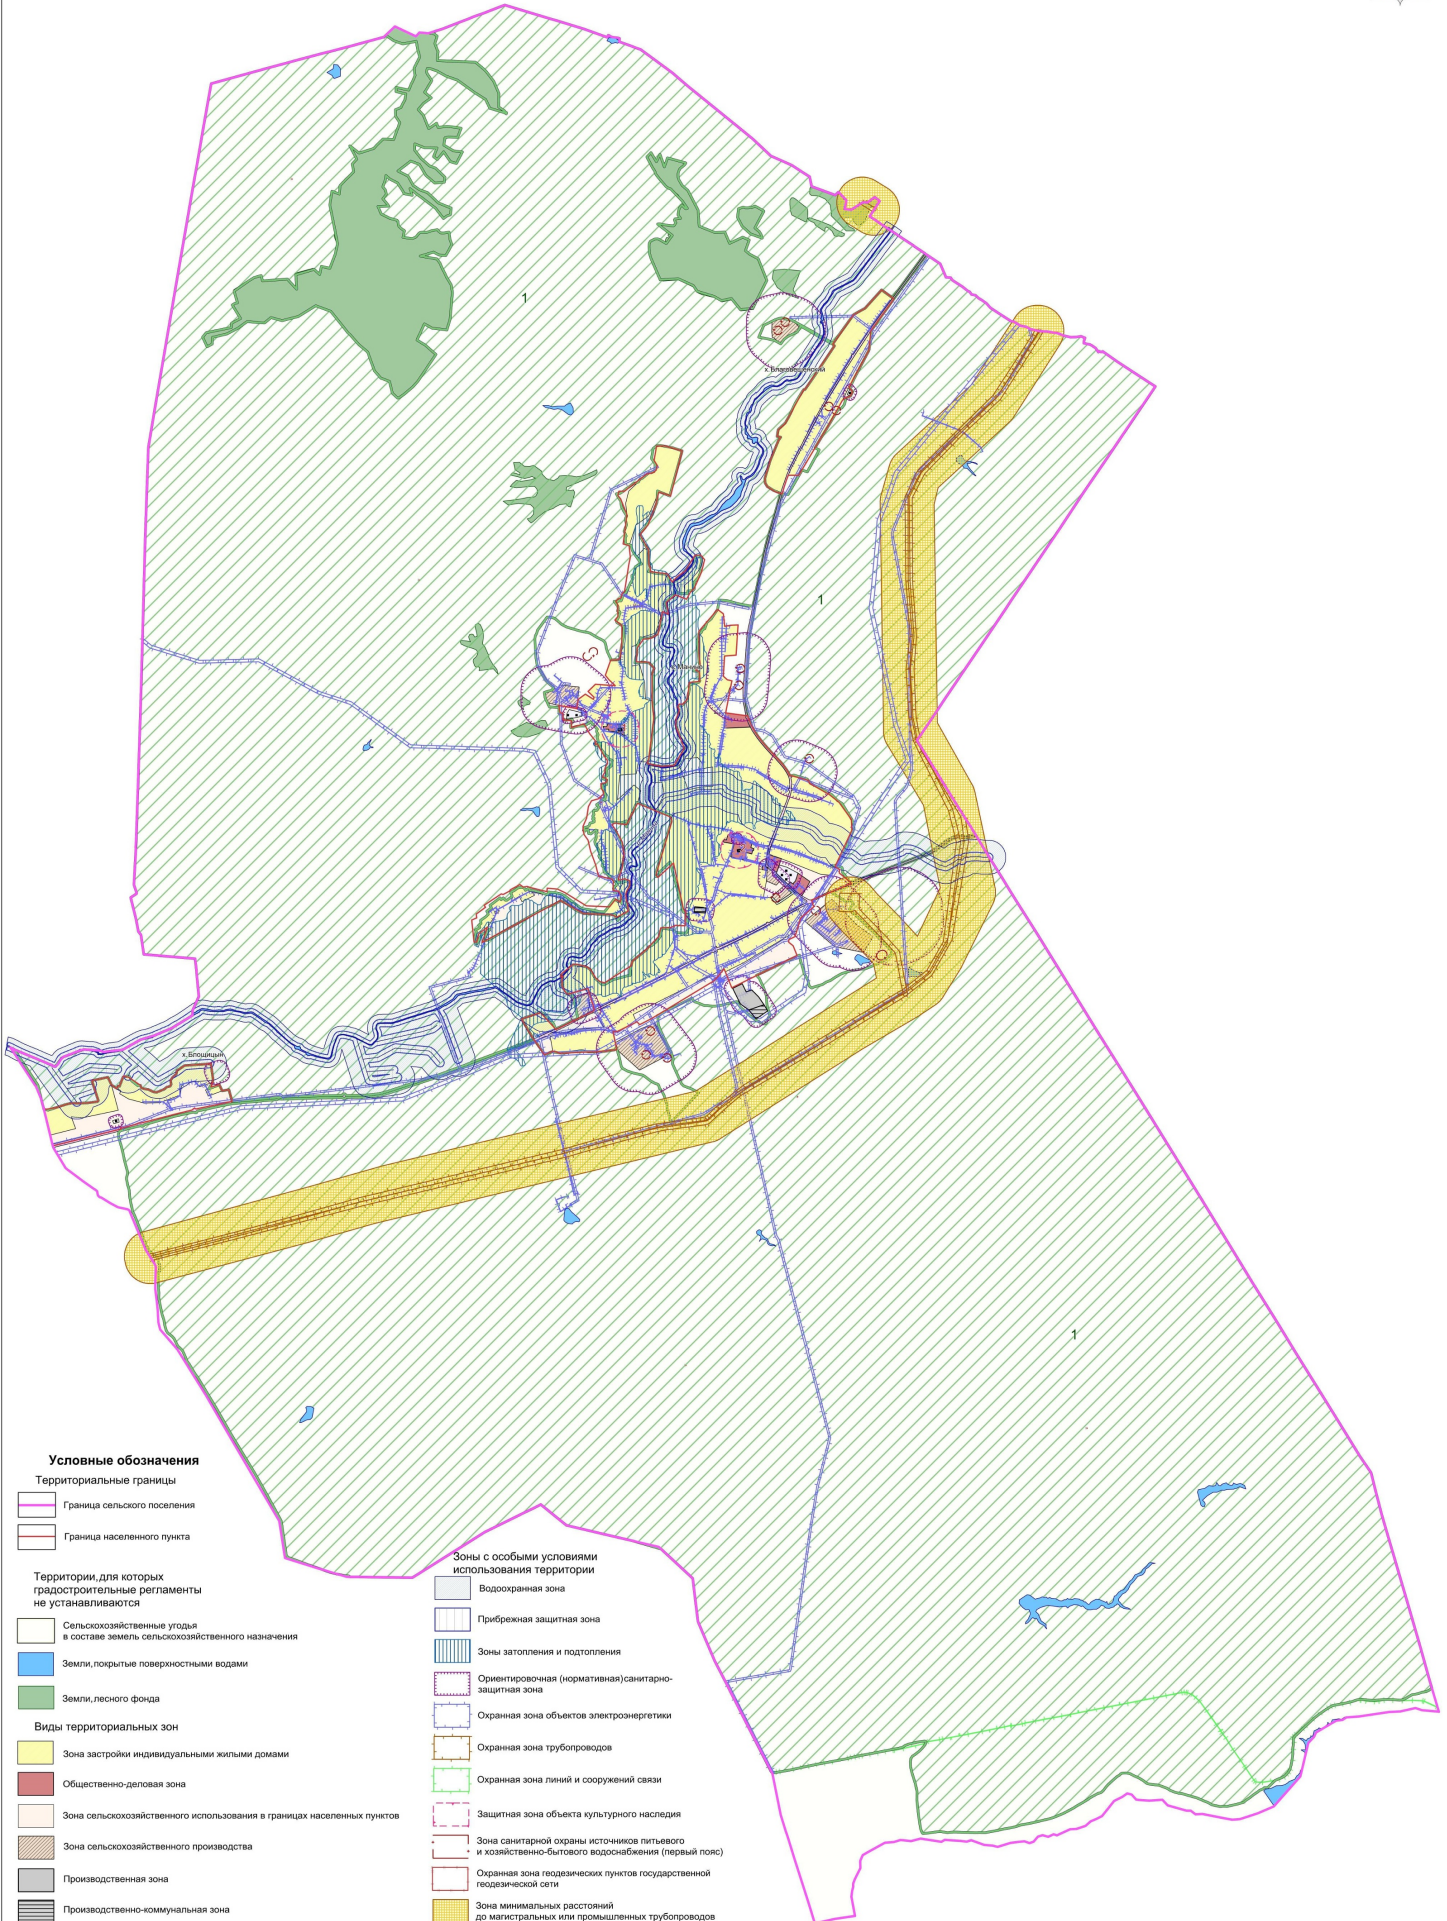 1
х. Благовещенский
1
с. Мачихи
х. Блощицын
1
Условные обозначения
Территориальные границы
Граница сельского поселения
Граница населенного пункта
Территории,для которых
градостроительные регламенты
не устанавливаются
Сельскохозяйственные угодья
в составе земель сельскохозяйственного назначения
Земли,покрытые поверхностными водами
Земли,лесного фонда
Виды территориальных зон
Зона застройки индивидуальными жилыми домами
Общественно-деловая зона
Зона сельскохозяйственного использования в границах населенных пунктов
Зона сельскохозяйственного производства
Производственная зона
Производственно-коммунальная зона
Зоны с особыми условиями
использования территории
Водоохранная зона
Прибрежная защитная зона
Зоны затопления и подтопления
Ориентировочная (нормативная)санитарно-
защитная зона
Охранная зона объектов электроэнергетики
Охранная зона трубопроводов
Охранная зона линий и сооружений связи
Защитная зона объекта культурного наследия
Зона санитарной охраны источников питьевого
и хозяйственно-бытового водоснабжения (первый пояс)
Охранная зона геодезических пунктов государственной
геодезической сети
Зона минимальных расстояний
до магистральных или промышленных трубопроводов